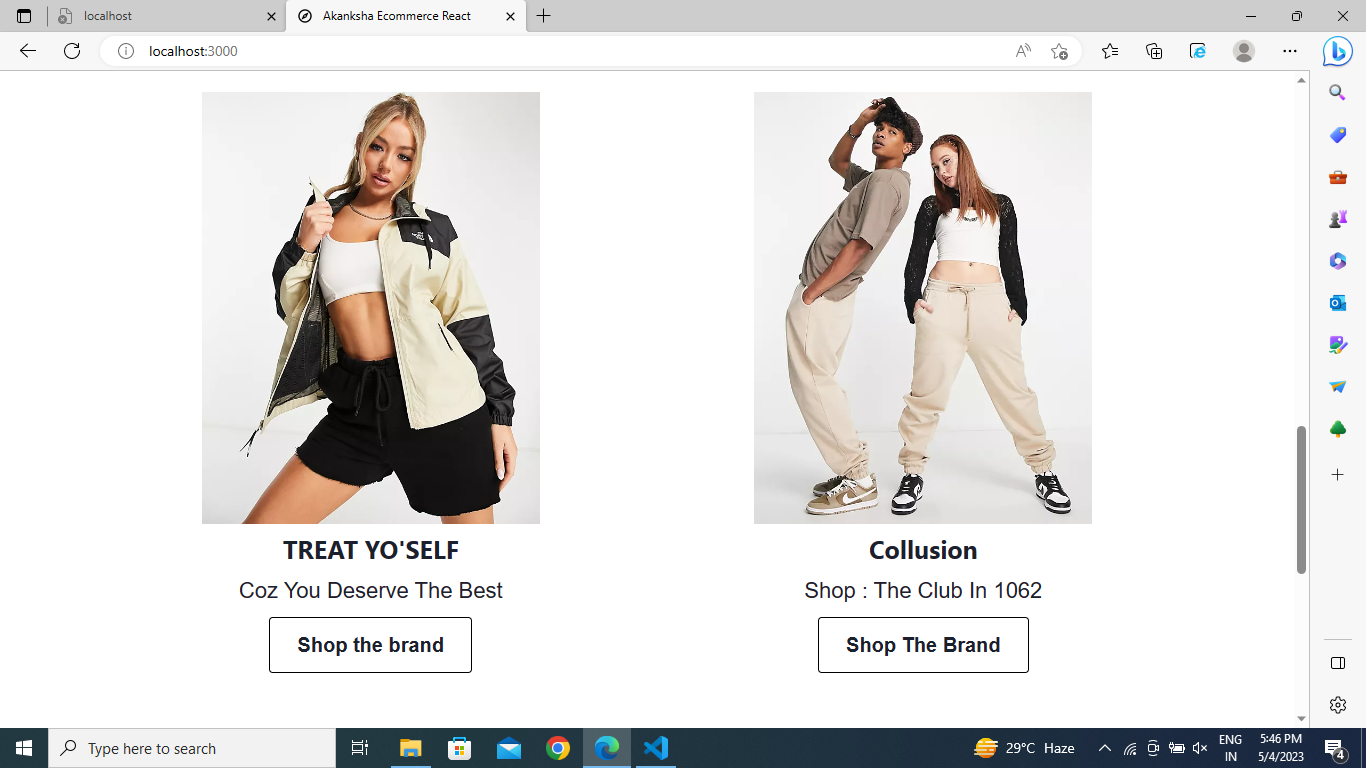 localhost
Akanksha Ecommerce React
localhost:3000
TREAT YO'SELF
Coz You Deserve The Best
Shop the brand
Collusion
Shop : The Club In 1062
Shop The Brand
Type here to search
29°C Haze
ENG
IN
5:46 PM
5/4/2023
4